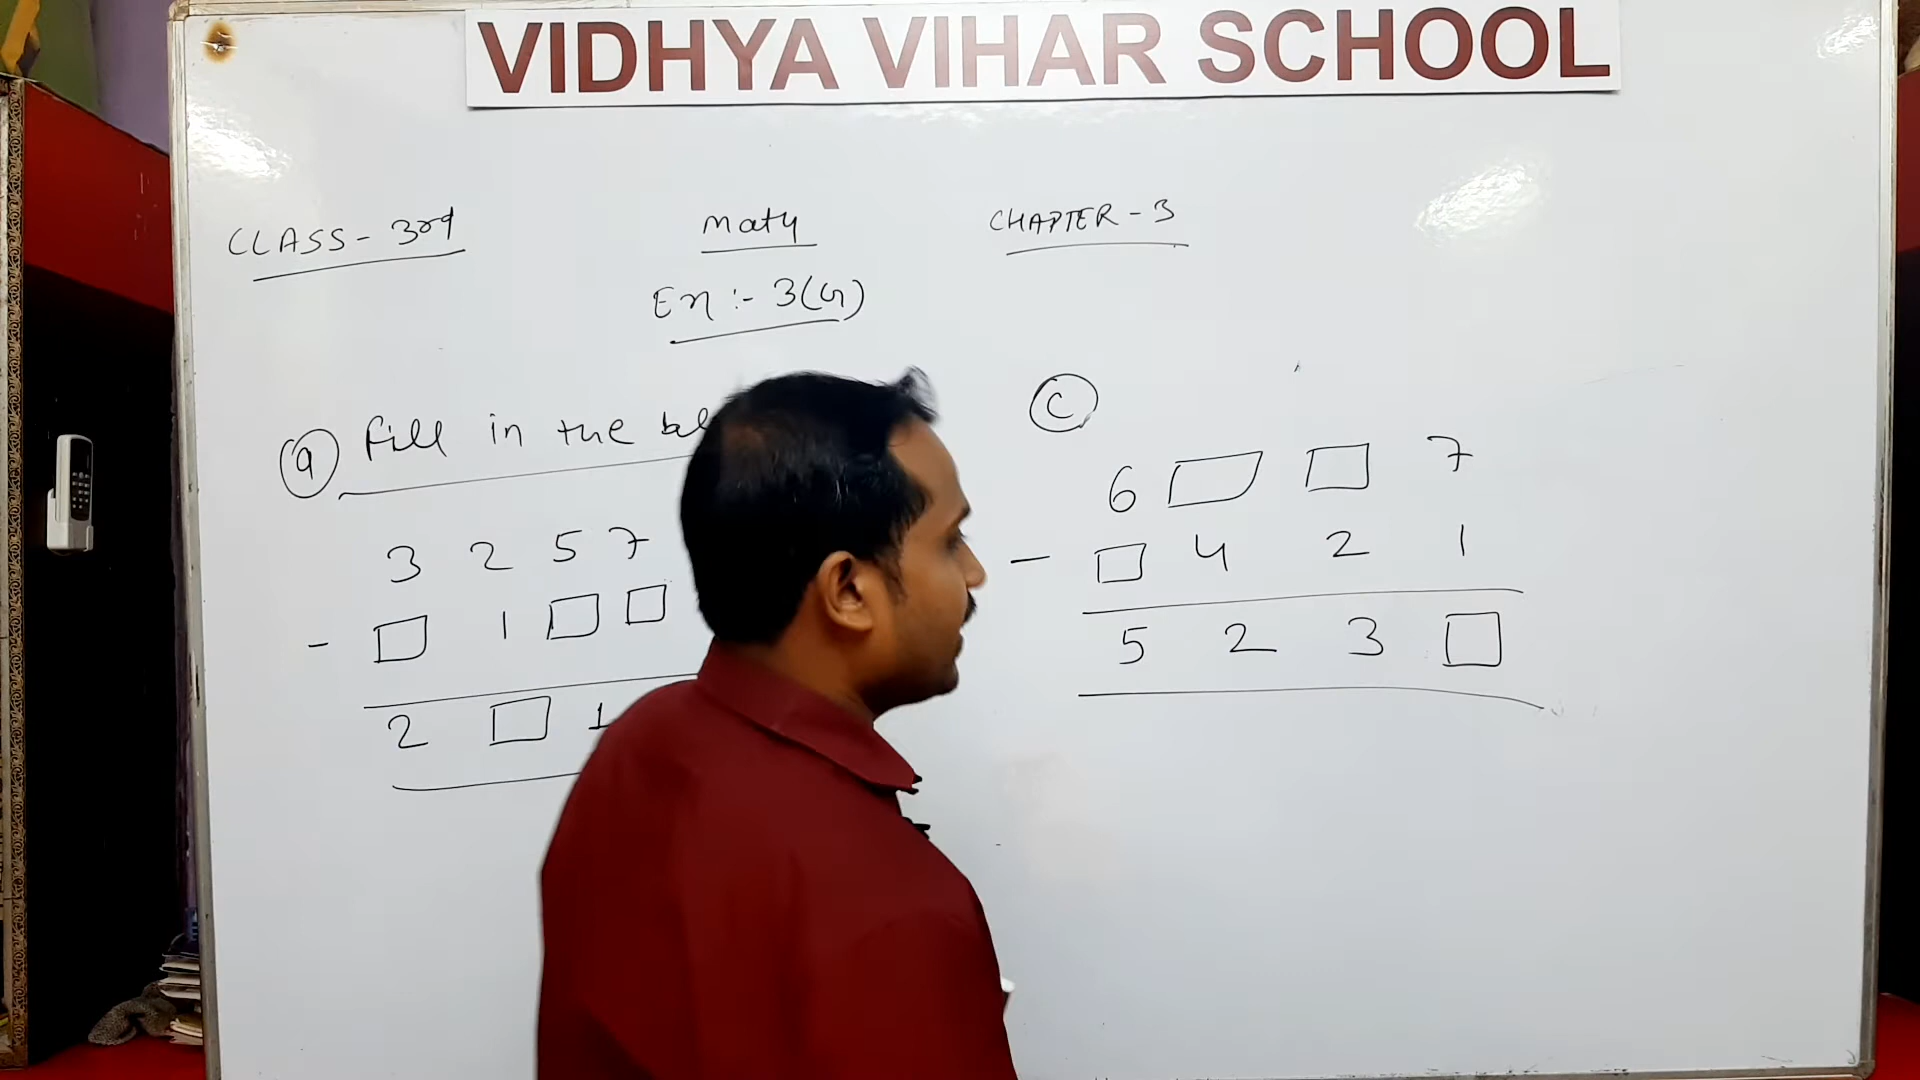 VIDHYA VIHAR SCHOOL
CLASS - 3rd
Math
CHAPTER - 3
Ex :- 3(G)
a fill in the
3 2 5 7
- □ 1 □ □
2 □ 1
c
6 □ □ 7
- □ 4 2 1
5 2 3 □